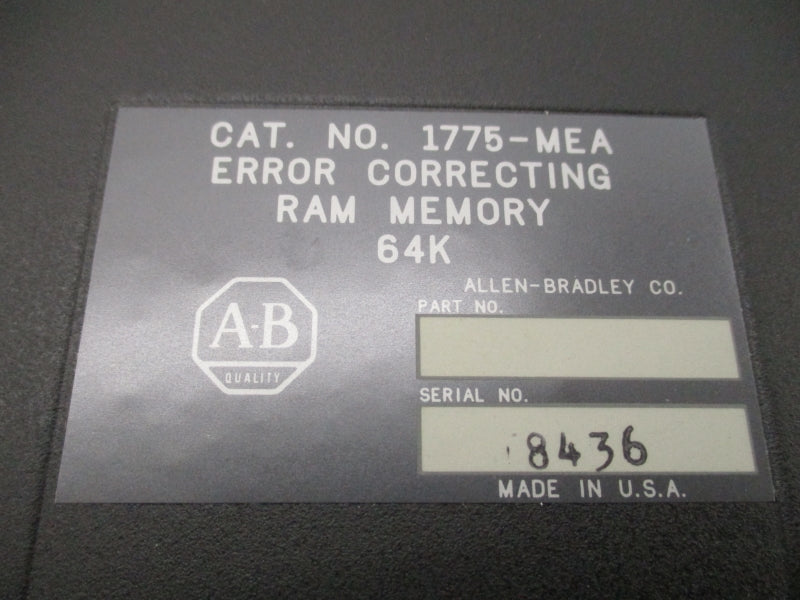 CAT. NO. 1775-MEA
ERROR CORRECTING
RAM MEMORY
64K
ALLEN-BRADLEY CO.
PART NO.
A-B
QUALITY
SERIAL NO.
8436
MADE IN U.S.A.